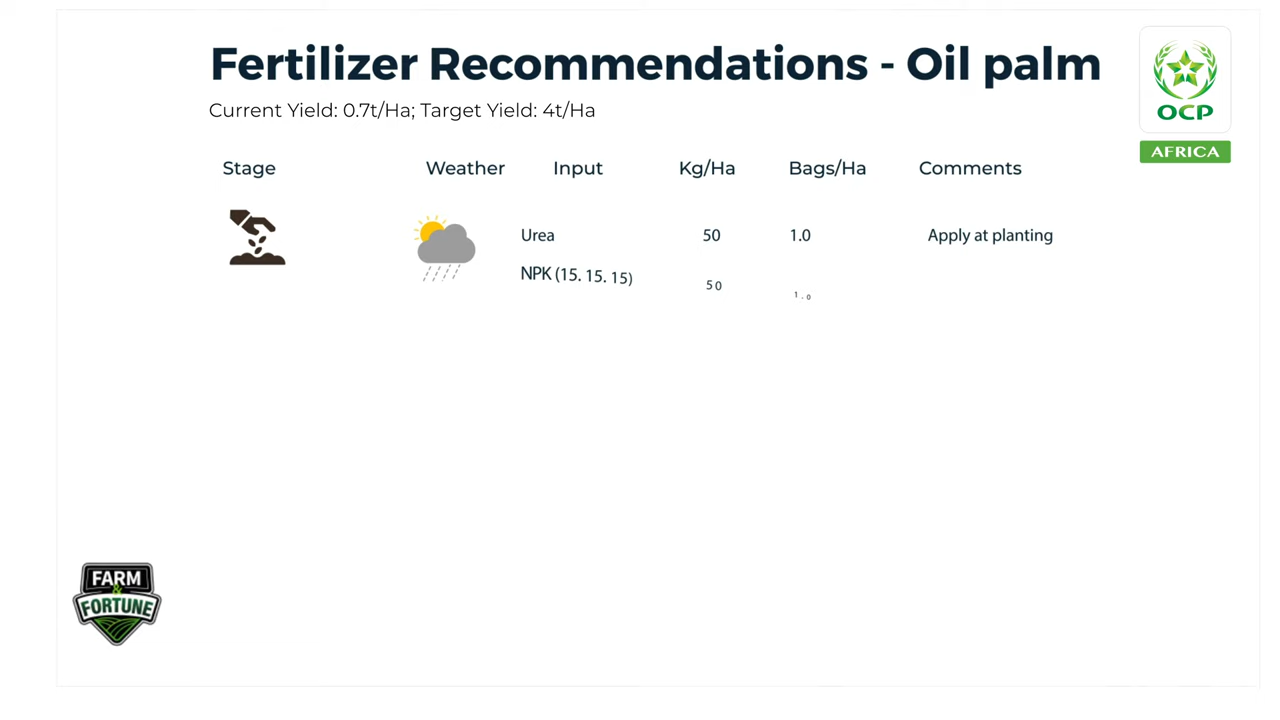 Fertilizer Recommendations - Oil palm
Current Yield: 0.7t/Ha; Target Yield: 4t/Ha
OCP
AFRICA
Stage Weather Input Kg/Ha Bags/Ha Comments
Urea 50 1.0 Apply at planting
NPK (15. 15. 15) 50 1.0
FARM
&
FORTUNE